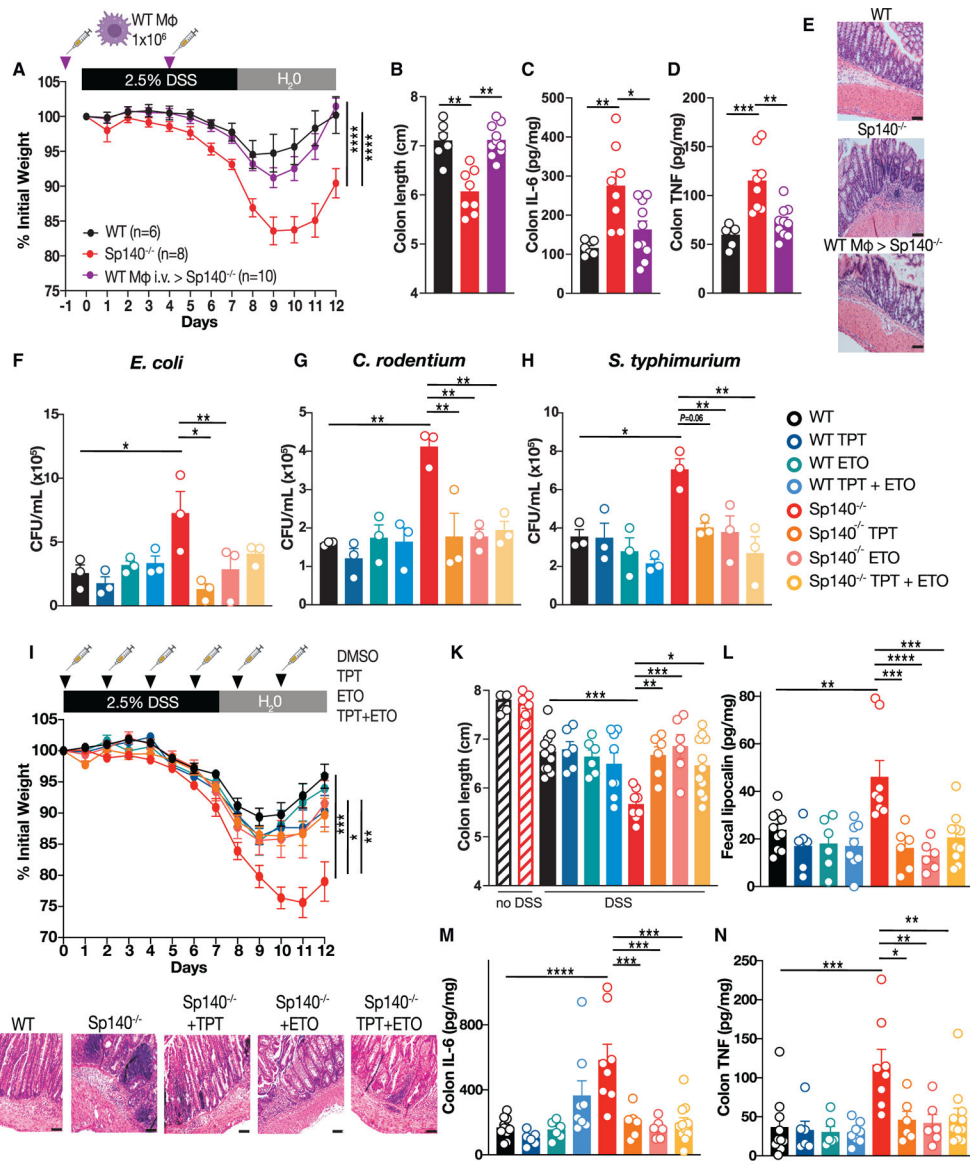 WT Mϕ
1x10⁶
A
2.5% DSS
H₂0
% Initial Weight
105
100
95
90
85
80
75
-1 0 1 2 3 4 5 6 7 8 9 10 11 12
Days
WT (n=6)
Sp140⁻/⁻ (n=8)
WT Mϕ i.v. > Sp140⁻/⁻ (n=10)
****
****
B
Colon length (cm)
8
7
6
5
4
** **
C
Colon IL-6 (pg/mg)
500
400
300
200
100
0
** *
D
Colon TNF (pg/mg)
200
150
100
50
0
*** **
E
WT
Sp140⁻/⁻
WT Mϕ > Sp140⁻/⁻
F
E. coli
CFU/mL (x10⁵)
15
10
5
0
*
**
*
G
C. rodentium
CFU/mL (x10⁵)
5
4
3
2
1
0
**
**
**
**
H
S. typhimurium
CFU/mL (x10⁵)
10
8
6
4
2
0
*
**
**
P=0.06
WT
WT TPT
WT ETO
WT TPT + ETO
Sp140⁻/⁻
Sp140⁻/⁻ TPT
Sp140⁻/⁻ ETO
Sp140⁻/⁻ TPT + ETO
I
DMSO
TPT
ETO
TPT+ETO
2.5% DSS
H₂0
% Initial Weight
105
100
95
90
85
80
75
70
0 1 2 3 4 5 6 7 8 9 10 11 12
Days
***
*
**
K
Colon length (cm)
8
7
6
5
4
***
*
***
**
no DSS
DSS
L
Fecal lipocalin (pg/mg)
80
60
40
20
0
**
***
****
***
WT
Sp140⁻/⁻
Sp140⁻/⁻
+TPT
Sp140⁻/⁻
+ETO
Sp140⁻/⁻
TPT+ETO
M
Colon IL-6 (pg/mg)
800
400
0
****
***
***
***
N
Colon TNF (pg/mg)
250
200
150
100
50
0
***
**
**
*